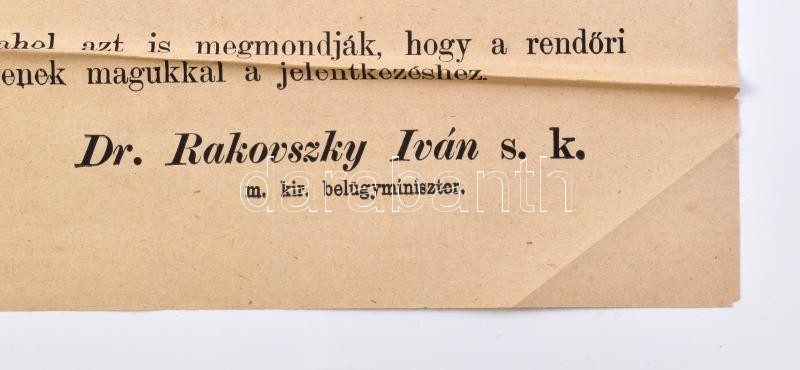 ahol azt is megmondják, hogy a rendőri
enek magukkal a jelentkezéshez.
Dr. Rakovszky Iván s. k.
m. kir. belügyminiszter.
darabanth